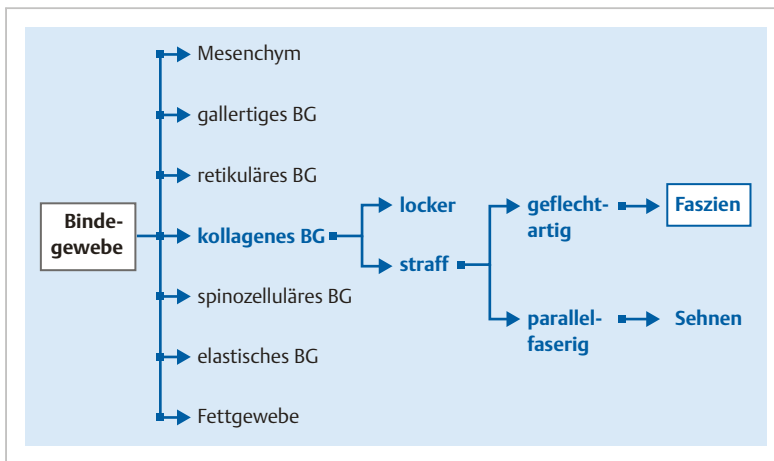 Mesenchym
gallertiges BG
retikuläres BG
Binde-
gewebe
kollagenes BG
locker
straff
geflecht-
artig
Faszien
parallel-
faserig
Sehnen
spinozelluläres BG
elastisches BG
Fettgewebe